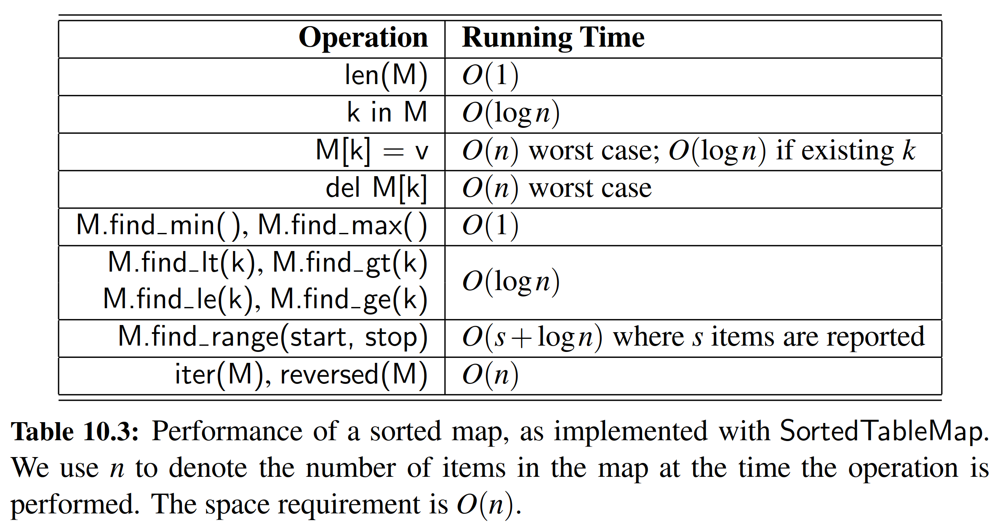 Operation Running Time
len(M) O(1)
k in M O(log n)
M[k] = v O(n) worst case; O(log n) if existing k
del M[k] O(n) worst case
M.find_min( ), M.find_max( ) O(1)
M.find_lt(k), M.find_gt(k)
M.find_le(k), M.find_ge(k) O(log n)
M.find_range(start, stop) O(s + log n) where s items are reported
iter(M), reversed(M) O(n)
Table 10.3: Performance of a sorted map, as implemented with SortedTableMap.
We use n to denote the number of items in the map at the time the operation is
performed. The space requirement is O(n).